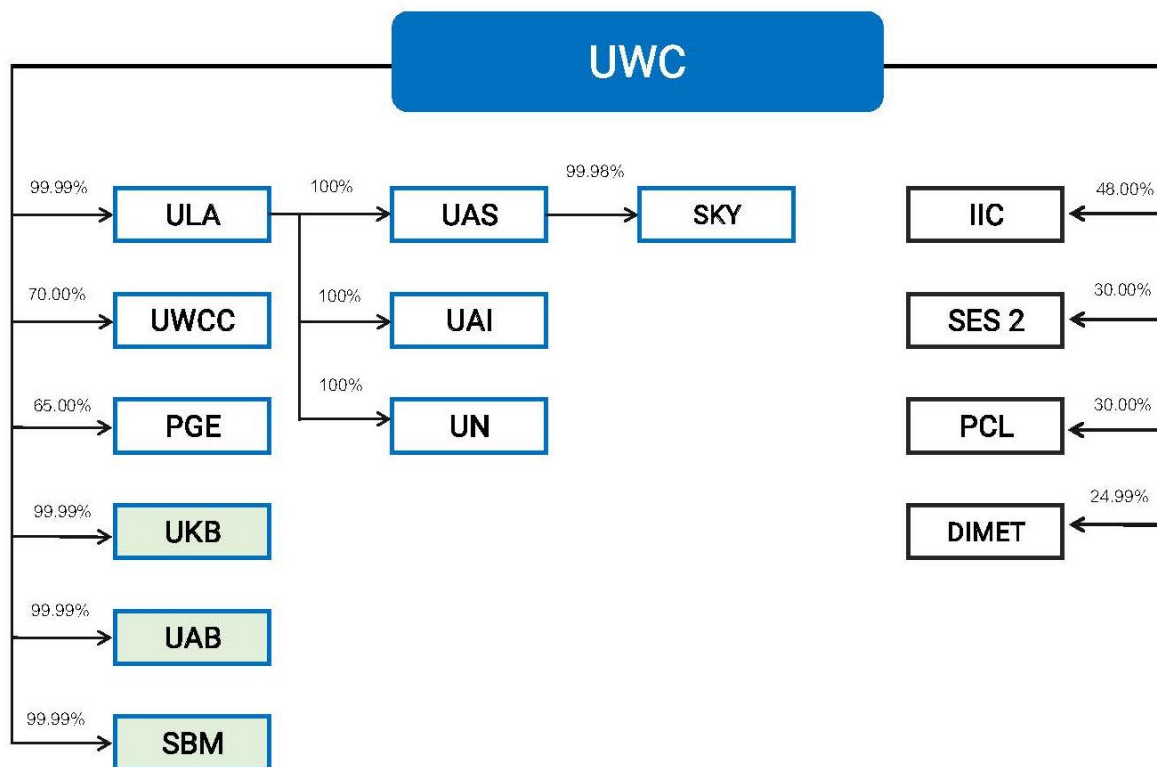 UWC
99.99%
ULA
100%
UAS
99.98%
SKY
48.00%
IIC
70.00%
UWCC
100%
UAI
30.00%
SES 2
65.00%
PGE
100%
UN
30.00%
PCL
99.99%
UKB
24.99%
DIMET
99.99%
UAB
99.99%
SBM